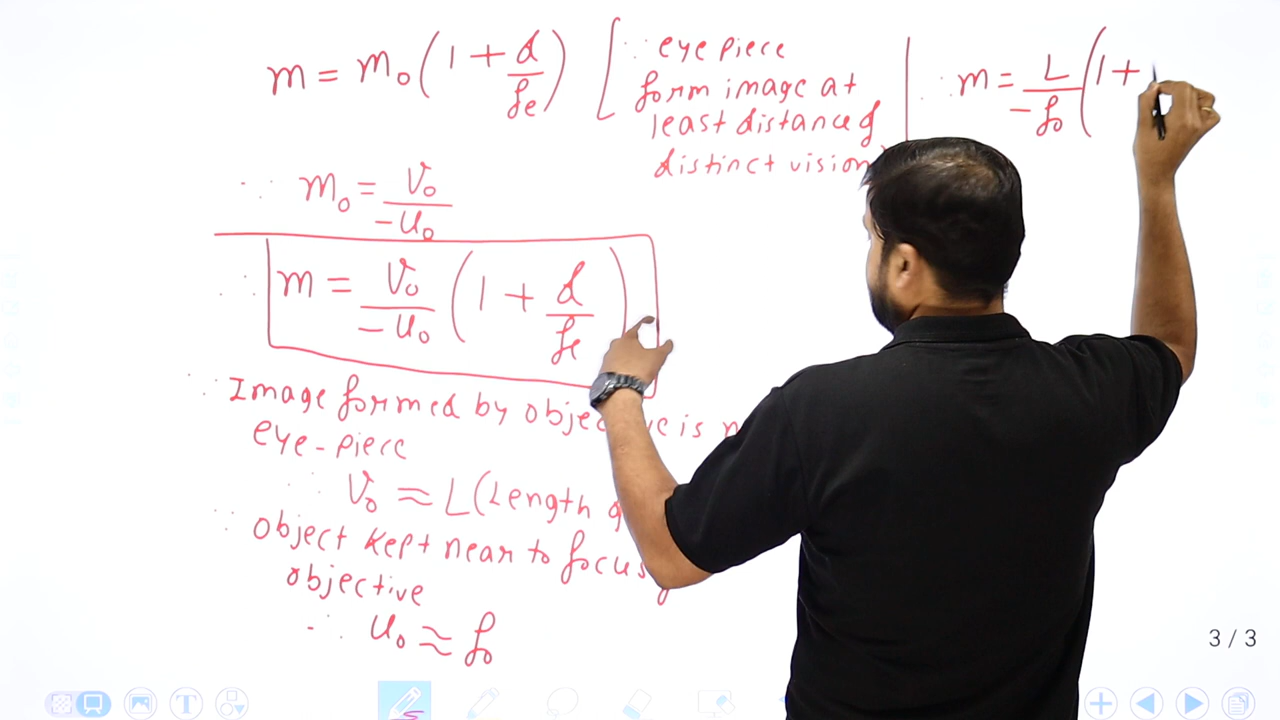 m = m₀(1 + d/fe) [∵ eye piece
form image at
least distance of
distinct vision
∵ m₀ = v₀/-u₀
∴ m = v₀/-u₀ (1 + d/fe)
∵ Image formed by objective is
eye-piece
∴ v₀ ≈ L (Length of
∵ object kept near to focus of
objective
∴ u₀ ≈ f₀
∴ m = L/-f₀ (1 +
3 / 3
T